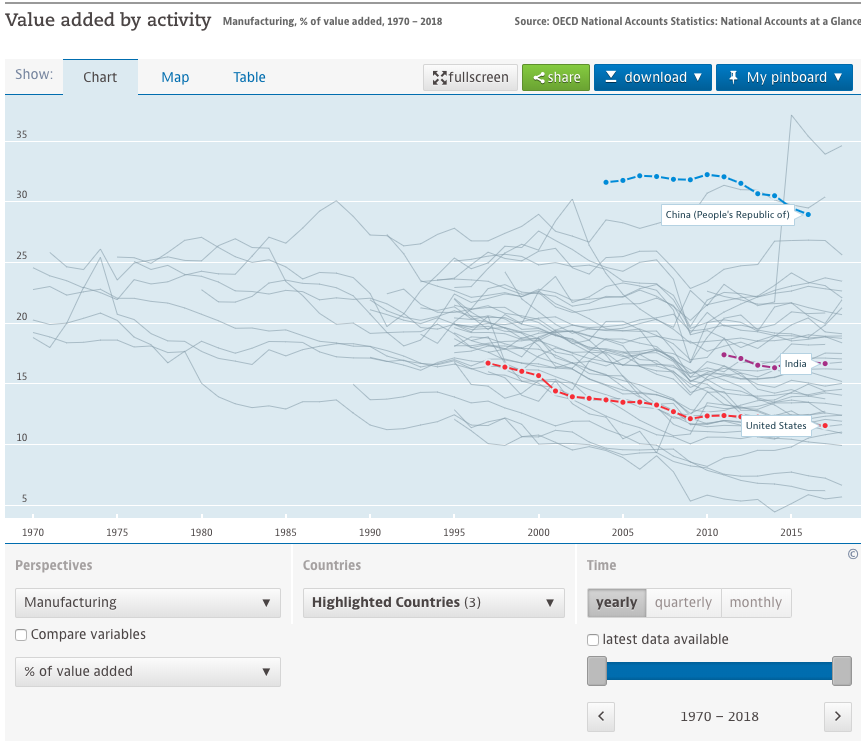 Value added by activity Manufacturing, % of value added, 1970 – 2018 Source: OECD National Accounts Statistics: National Accounts at a Glance
Show: Chart Map Table fullscreen share download ▼ My pinboard ▼
35
30
China (People's Republic of)
25
20
India
15
United States
10
5
1970 1975 1980 1985 1990 1995 2000 2005 2010 2015
©
Perspectives Countries Time
Manufacturing ▼ Highlighted Countries (3) ▼ yearly quarterly monthly
Compare variables latest data available
% of value added ▼
< 1970 – 2018 >